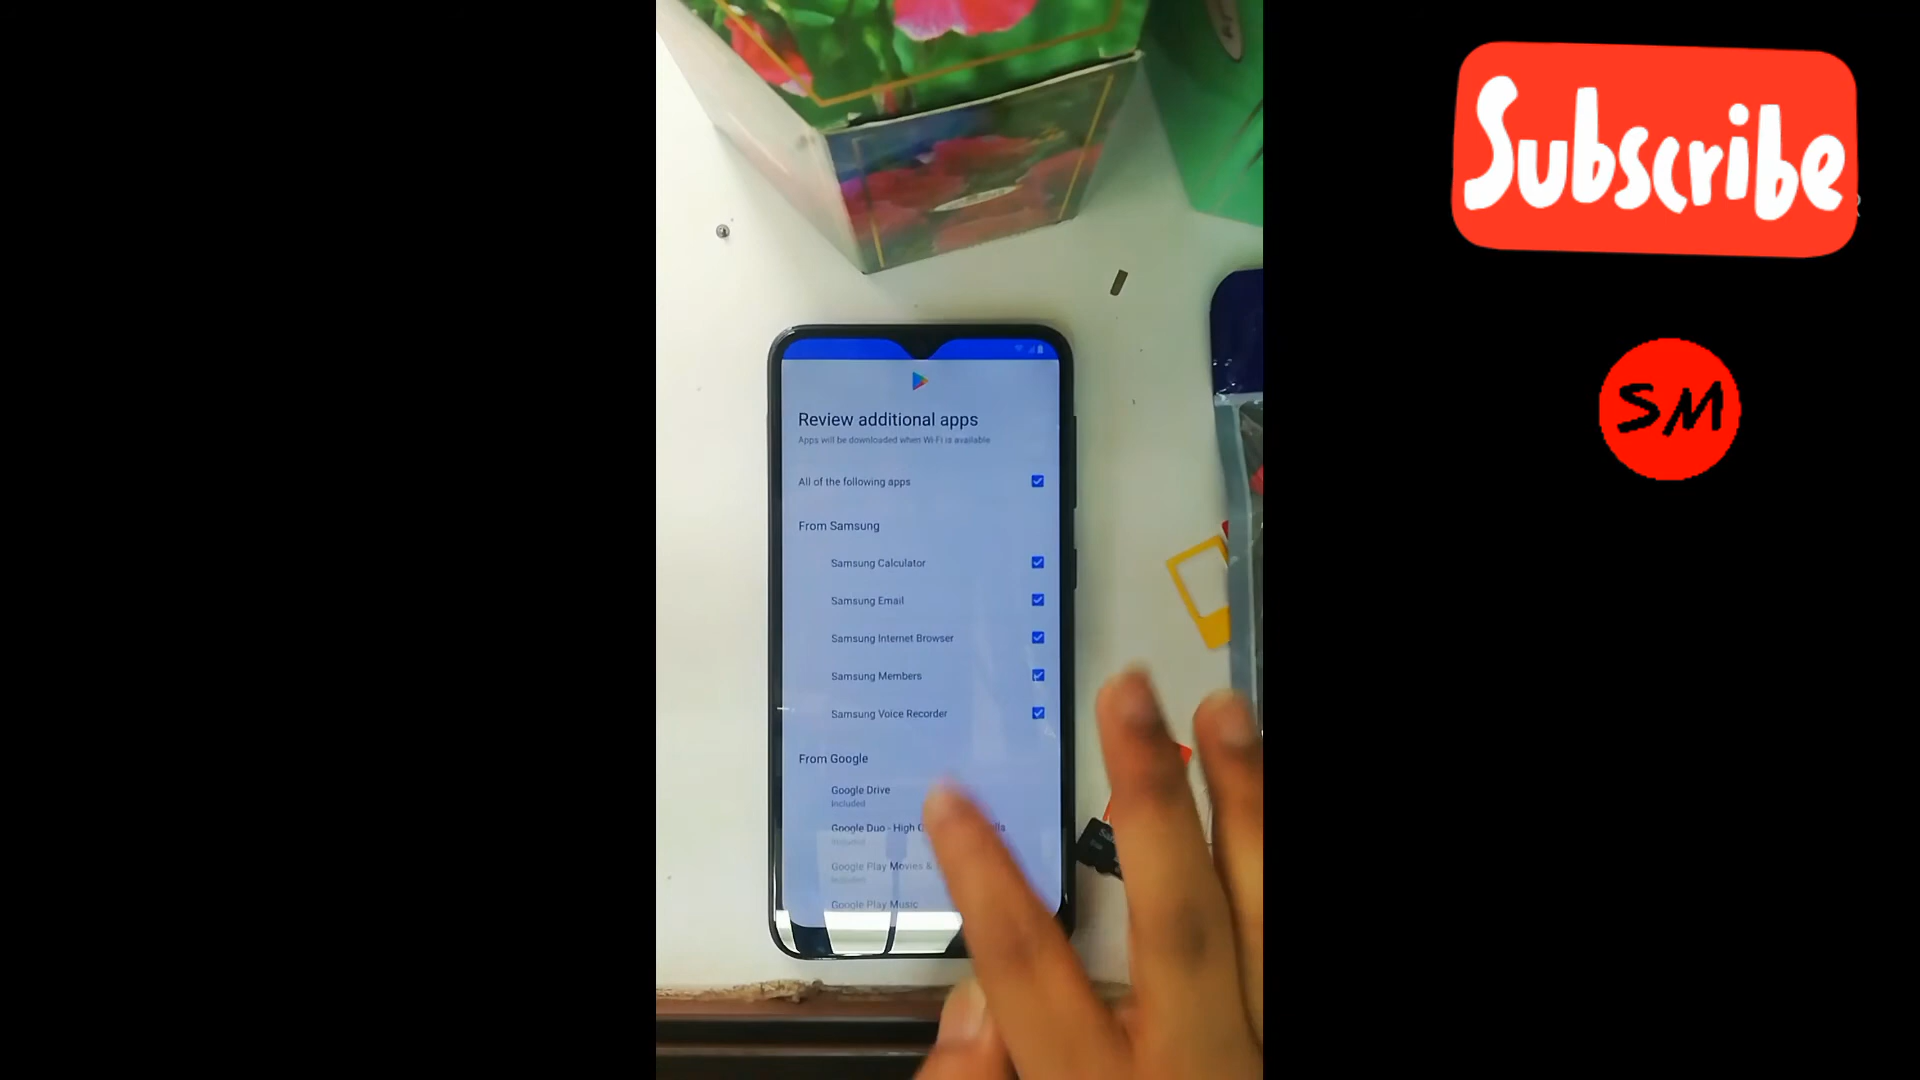 Subscribe
SM
Review additional apps
Apps will be downloaded when Wi-Fi is available
All of the following apps
From Samsung
Samsung Calculator
Samsung Email
Samsung Internet Browser
Samsung Members
Samsung Voice Recorder
From Google
Google Drive
Included
Google Duo - High
Included
Google Play Movies &
Included
Google Play Music